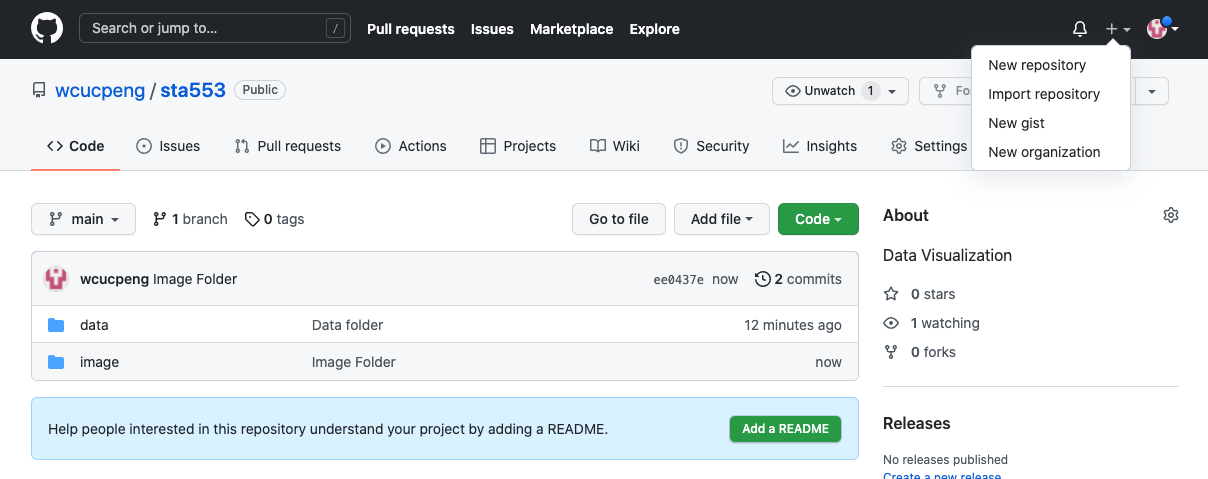 Search or jump to... / Pull requests Issues Marketplace Explore
New repository
Import repository
New gist
New organization
wcucpeng / sta553 Public Unwatch 1 Fo
Code Issues Pull requests Actions Projects Wiki Security Insights Settings
main 1 branch 0 tags Go to file Add file Code
wcucpeng Image Folder ee0437e now 2 commits
data Data folder 12 minutes ago
image Image Folder now
Help people interested in this repository understand your project by adding a README. Add a README
About
Data Visualization
0 stars
1 watching
0 forks
Releases
No releases published
Create a new release